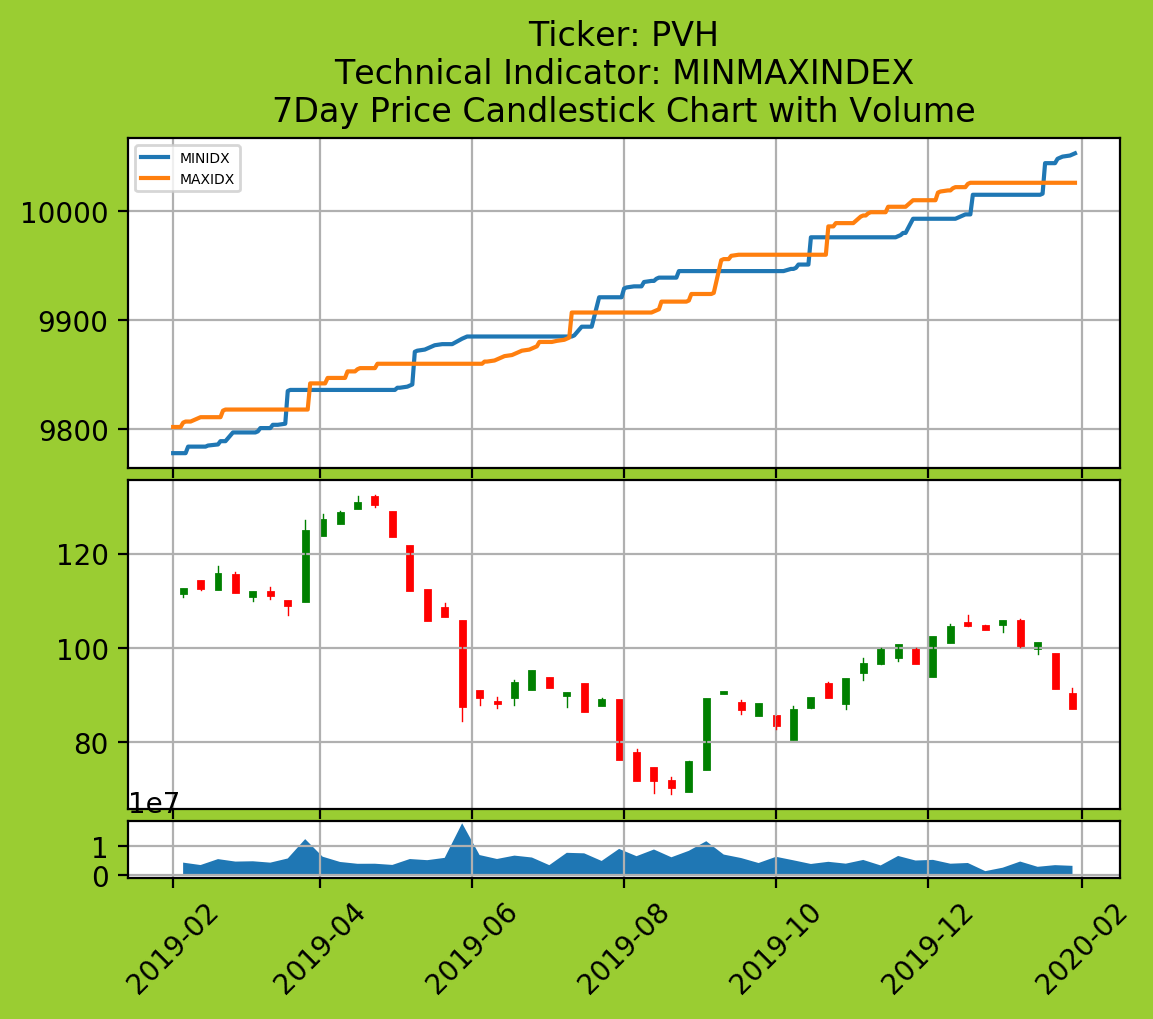 Ticker: PVH
Technical Indicator: MINMAXINDEX
7Day Price Candlestick Chart with Volume
MINIDX
MAXIDX
10000
9900
9800
120
100
80
1e7
1
0
2019-02
2019-04
2019-06
2019-08
2019-10
2019-12
2020-02